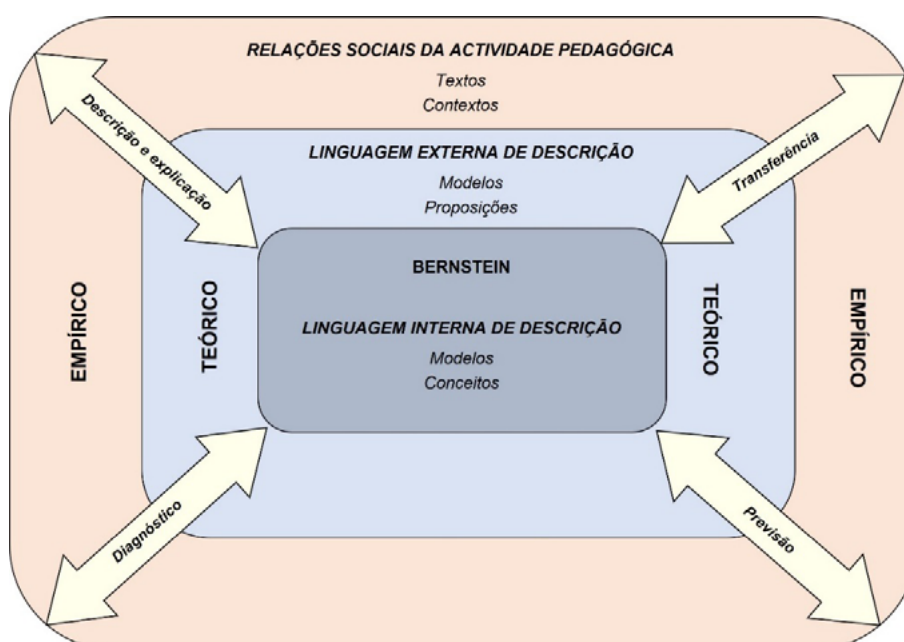 RELAÇÕES SOCIAIS DA ACTIVIDADE PEDAGÓGICA
Textos
Contextos
Descrição e explicação
Transferência
LINGUAGEM EXTERNA DE DESCRIÇÃO
Modelos
Proposições
BERNSTEIN
LINGUAGEM INTERNA DE DESCRIÇÃO
Modelos
Conceitos
EMPÍRICO
TEÓRICO
TEÓRICO
EMPÍRICO
Diagnóstico
Previsão